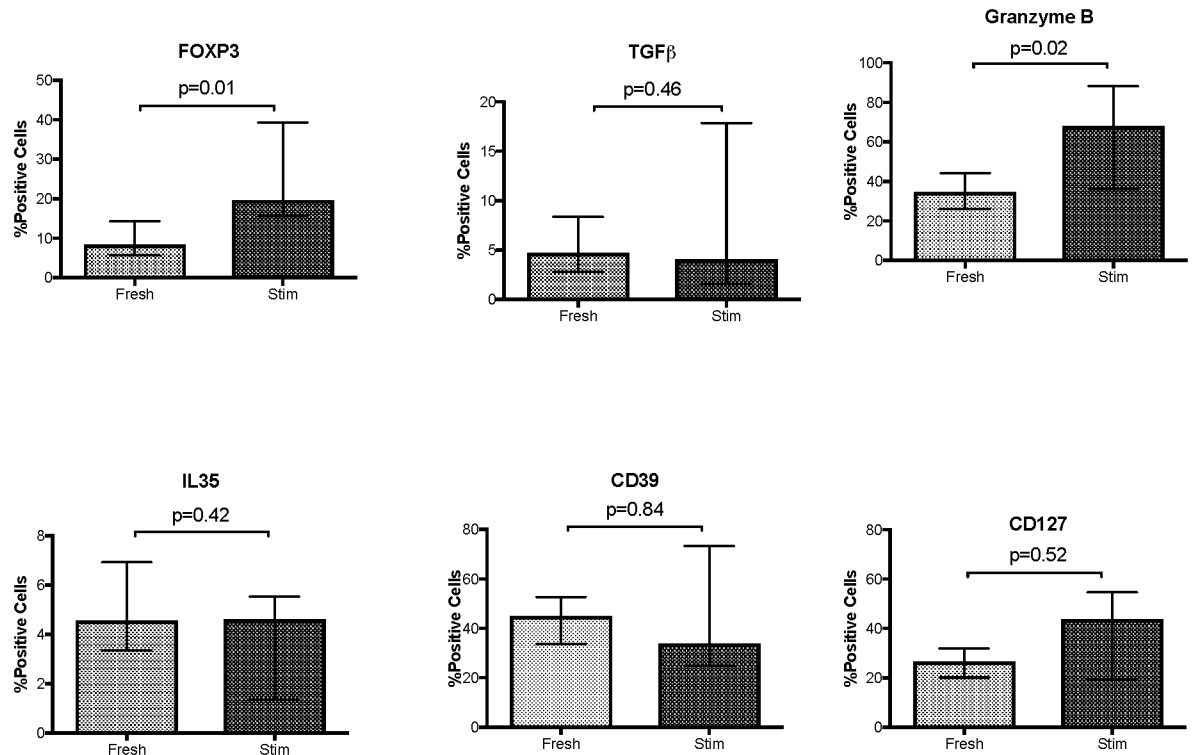 FOXP3
p=0.01
50
40
30
20
10
0
%Positive Cells
Fresh Stim
TGFβ
p=0.46
20
15
10
5
0
%Positive Cells
Fresh Stim
Granzyme B
p=0.02
100
80
60
40
20
0
%Positive Cells
Fresh Stim
IL35
p=0.42
8
6
4
2
0
%Positive Cells
Fresh Stim
CD39
p=0.84
80
60
40
20
0
%Positive Cells
Fresh Stim
CD127
p=0.52
80
60
40
20
0
%Positive Cells
Fresh Stim